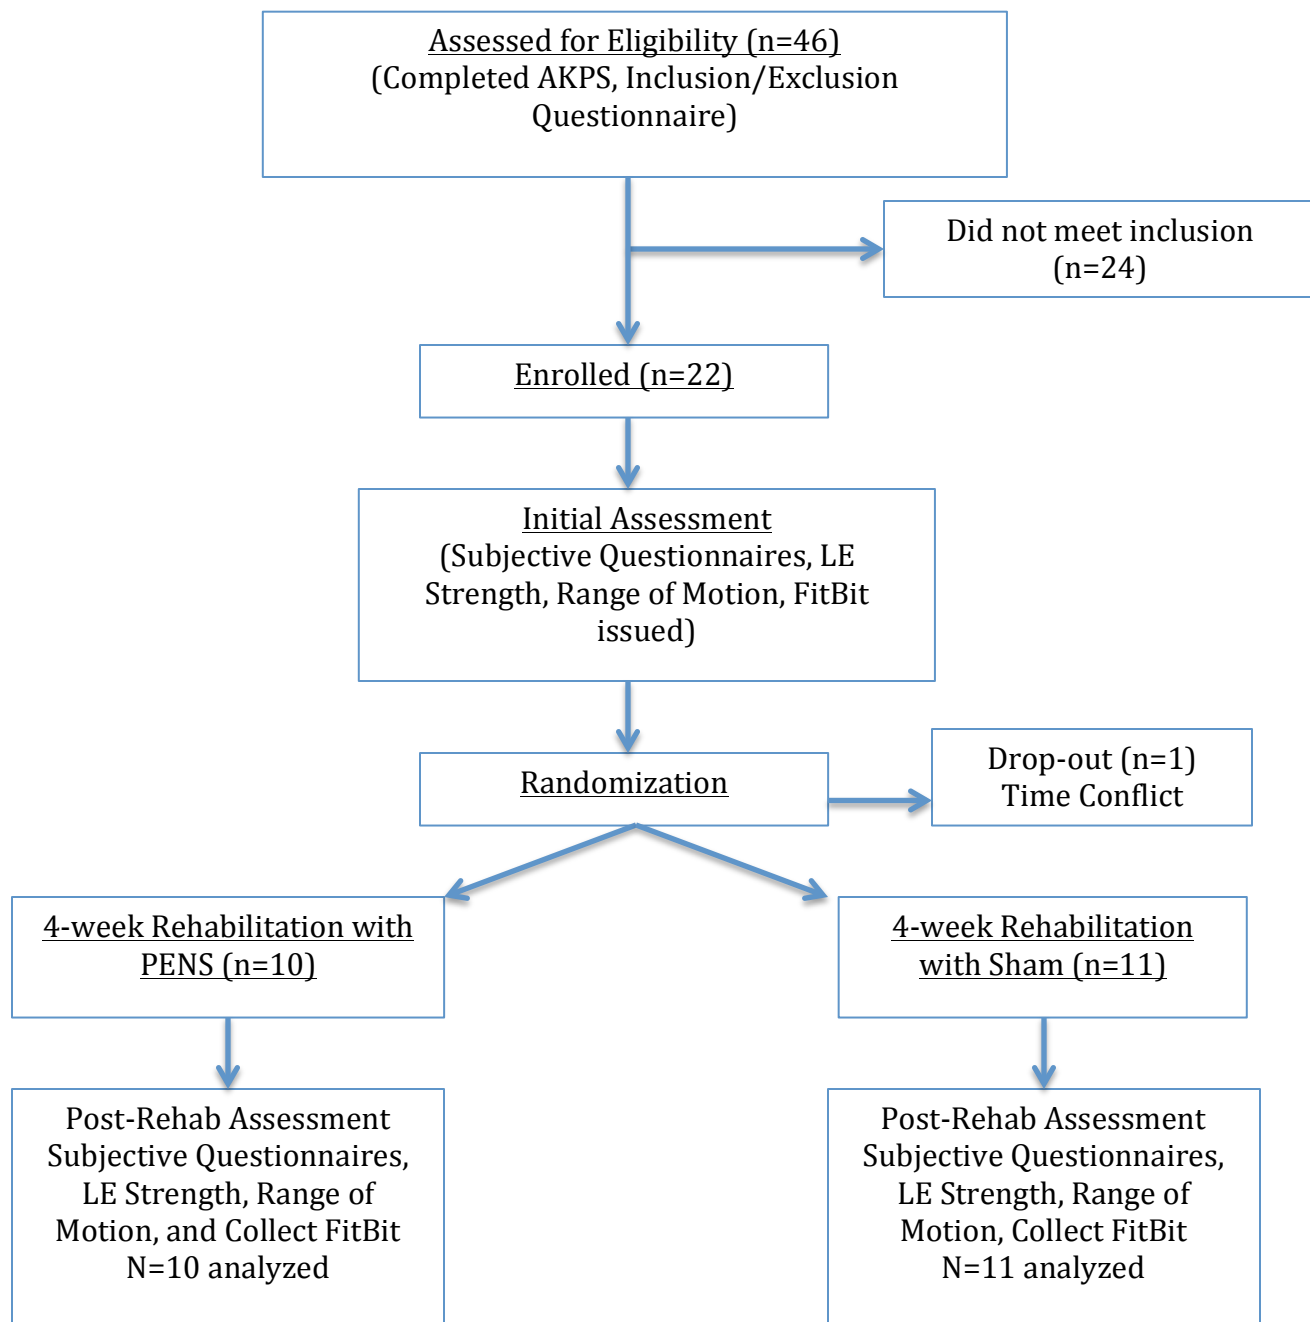 Assessed for Eligibility (n=46)
(Completed AKPS, Inclusion/Exclusion
Questionnaire)
Did not meet inclusion
(n=24)
Enrolled (n=22)
Initial Assessment
(Subjective Questionnaires, LE
Strength, Range of Motion, FitBit
issued)
Randomization
Drop-out (n=1)
Time Conflict
4-week Rehabilitation with
PENS (n=10)
4-week Rehabilitation
with Sham (n=11)
Post-Rehab Assessment
Subjective Questionnaires,
LE Strength, Range of
Motion, and Collect FitBit
N=10 analyzed
Post-Rehab Assessment
Subjective Questionnaires,
LE Strength, Range of
Motion, Collect FitBit
N=11 analyzed